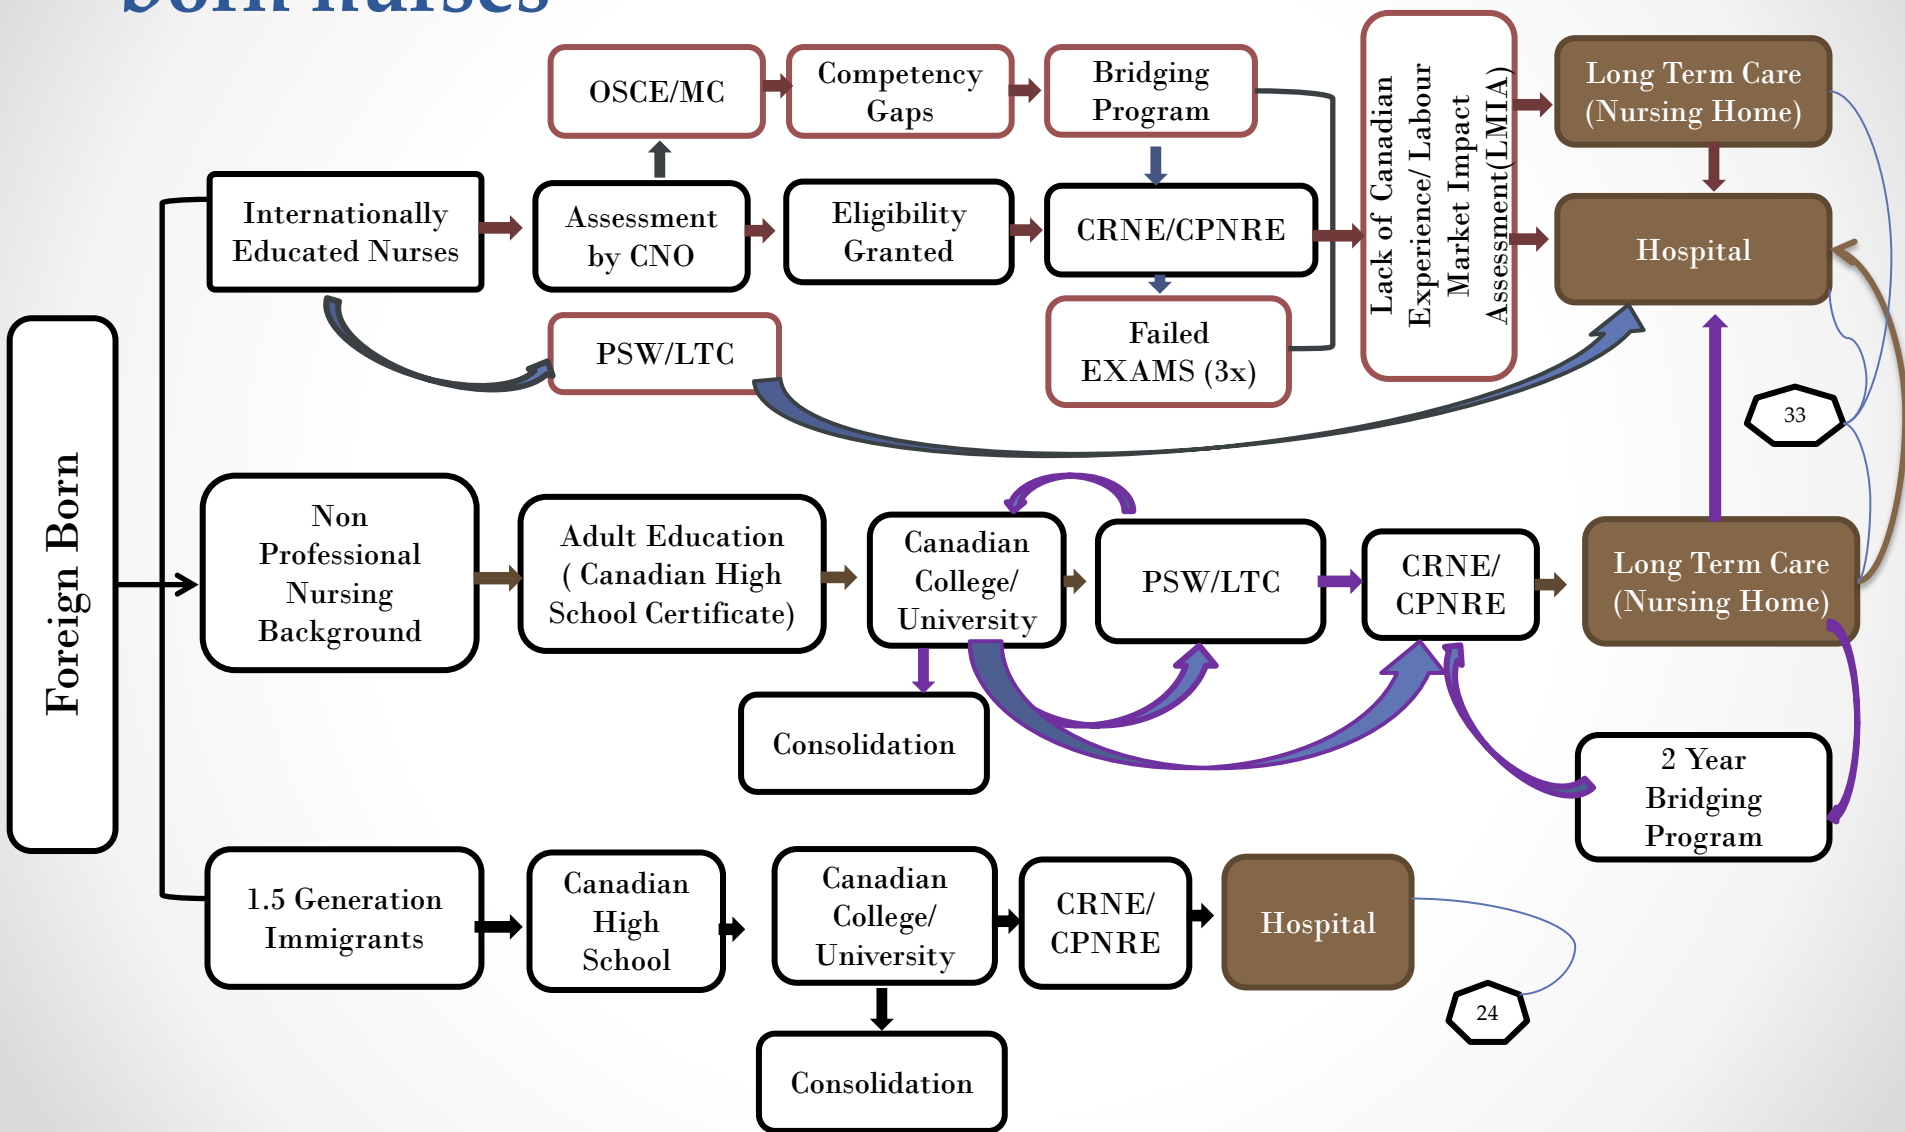 born nurses
OSCE/MC
Competency
Gaps
Bridging
Program
Lack of Canadian
Experience/ Labour
Market Impact
Assessment(LMIA)
Long Term Care
(Nursing Home)
Internationally
Educated Nurses
Assessment
by CNO
Eligibility
Granted
CRNE/CPNRE
Hospital
PSW/LTC
Failed
EXAMS (3x)
33
Foreign Born
Non
Professional
Nursing
Background
Adult Education
( Canadian High
School Certificate)
Canadian
College/
University
PSW/LTC
CRNE/
CPNRE
Long Term Care
(Nursing Home)
Consolidation
2 Year
Bridging
Program
1.5 Generation
Immigrants
Canadian
High
School
Canadian
College/
University
CRNE/
CPNRE
Hospital
24
Consolidation